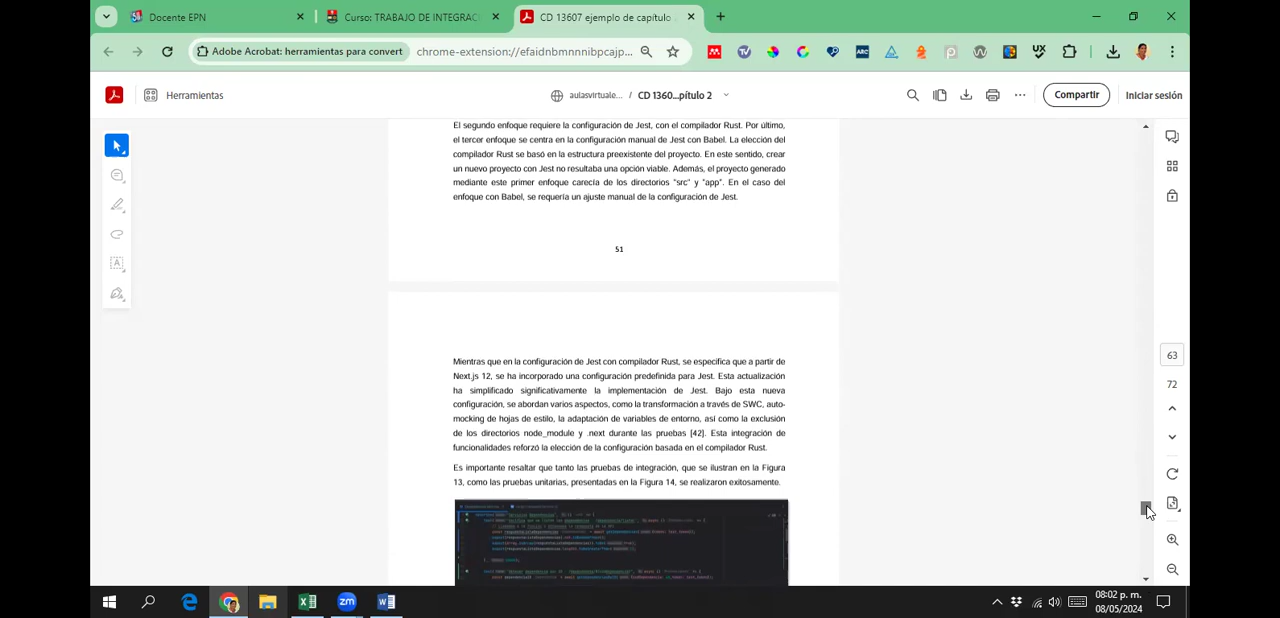 Docente EPN
Curso: TRABAJO DE INTEGRAC
CD 13607 ejemplo de capítulo
Adobe Acrobat: herramientas para convert
chrome-extension://efaidnbmnnnibpcajp...
Herramientas
aulasvirtuale... / CD 1360...pítulo 2
Compartir
Iniciar sesión
El segundo enfoque requiere la configuración de Jest, con el compilador Rust. Por último,
el tercer enfoque se centra en la configuración manual de Jest con Babel. La elección del
compilador Rust se basó en la estructura preexistente del proyecto. En este sentido, crear
un nuevo proyecto con Jest no resultaba una opción viable. Además, el proyecto generado
mediante este primer enfoque carecía de los directorios "src" y "app". En el caso del
enfoque con Babel, se requería un ajuste manual de la configuración de Jest.
51
Mientras que en la configuración de Jest con compilador Rust, se especifica que a partir de
Next.js 12, se ha incorporado una configuración predefinida para Jest. Esta actualización
ha simplificado significativamente la implementación de Jest. Bajo esta nueva
configuración, se abordan varios aspectos, como la transformación a través de SWC, auto-
mocking de hojas de estilo, la adaptación de variables de entorno, así como la exclusión
de los directorios node_module y .next durante las pruebas [42]. Esta integración de
funcionalidades reforzó la elección de la configuración basada en el compilador Rust.
Es importante resaltar que tanto las pruebas de integración, que se ilustran en la Figura
13, como las pruebas unitarias, presentadas en la Figura 14, se realizaron exitosamente.
63
72
08:02 p. m.
08/05/2024